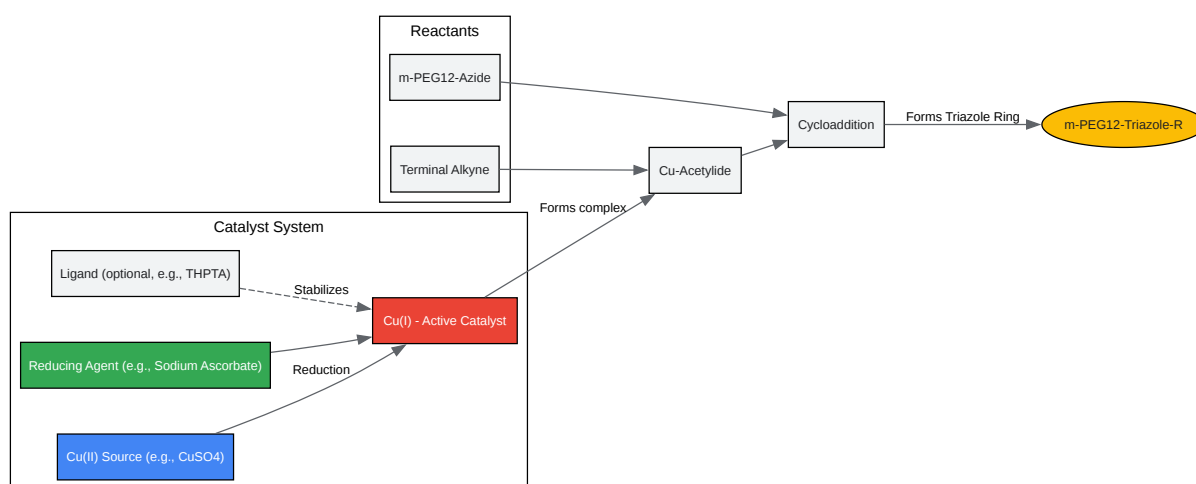 Reactants
m-PEG12-Azide
Terminal Alkyne
Cu-Acetylide
Cycloaddition
Forms Triazole Ring
m-PEG12-Triazole-R
Forms complex
Catalyst System
Ligand (optional, e.g., THPTA)
Stabilizes
Cu(I) - Active Catalyst
Reducing Agent (e.g., Sodium Ascorbate)
Reduction
Cu(II) Source (e.g., CuSO4)